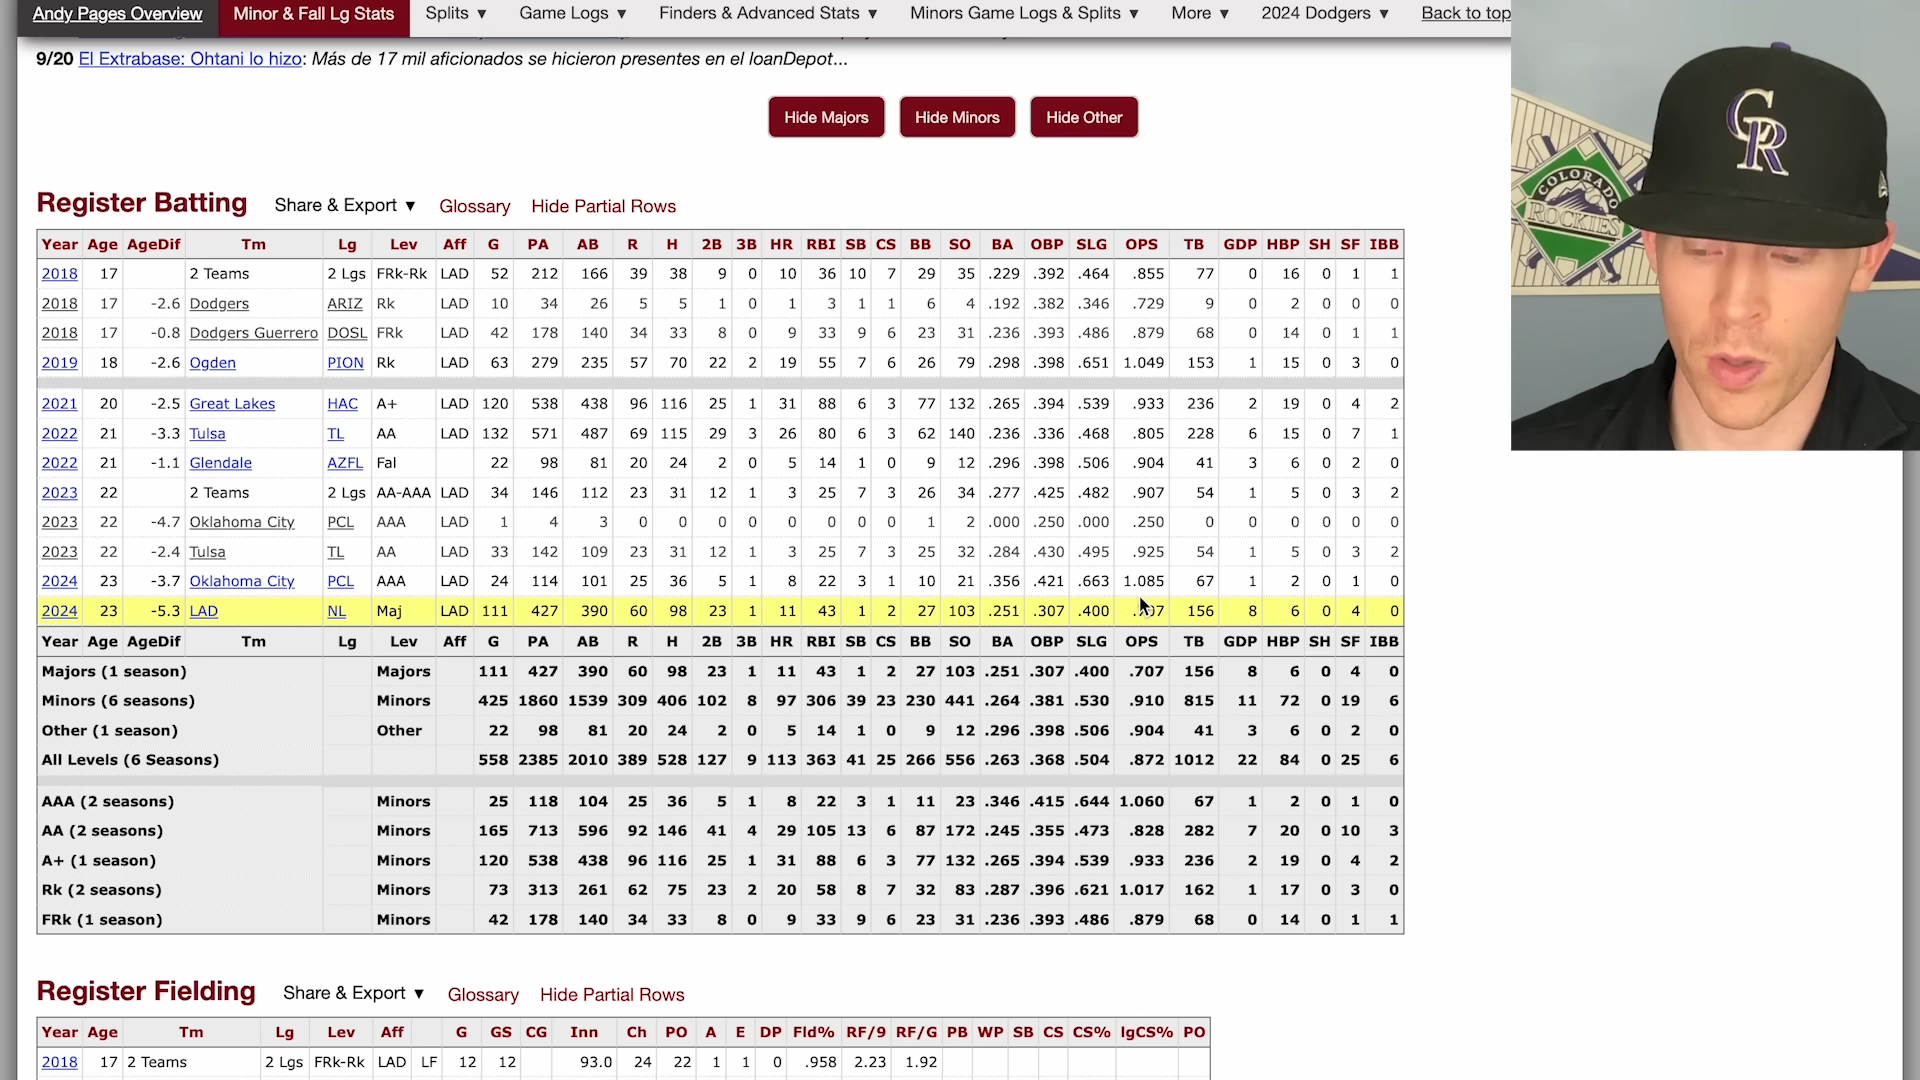 Andy Pages Overview Minor & Fall Lg Stats Splits ▼ Game Logs ▼ Finders & Advanced Stats ▼ Minors Game Logs & Splits ▼ More ▼ 2024 Dodgers ▼ Back to top
9/20 El Extrabase: Ohtani lo hizo: Más de 17 mil aficionados se hicieron presentes en el loanDepot...
Hide Majors Hide Minors Hide Other
Register Batting Share & Export ▼ Glossary Hide Partial Rows
Year Age AgeDif Tm Lg Lev Aff G PA AB R H 2B 3B HR RBI SB CS BB SO BA OBP SLG OPS TB GDP HBP SH SF IBB
2018 17 2 Teams 2 Lgs FRk-Rk LAD 52 212 166 39 38 9 0 10 36 10 7 29 35 .229 .392 .464 .855 77 0 16 0 1 1
2018 17 -2.6 Dodgers ARIZ Rk LAD 10 34 26 5 5 1 0 1 3 1 1 6 4 .192 .382 .346 .729 9 0 2 0 0 0
2018 17 -0.8 Dodgers Guerrero DOSL FRk LAD 42 178 140 34 33 8 0 9 33 9 6 23 31 .236 .393 .486 .879 68 0 14 0 1 1
2019 18 -2.6 Ogden PION Rk LAD 63 279 235 57 70 22 2 19 55 7 6 26 79 .298 .398 .651 1.049 153 1 15 0 3 0
2021 20 -2.5 Great Lakes HAC A+ LAD 120 538 438 96 116 25 1 31 88 6 3 77 132 .265 .394 .539 .933 236 2 19 0 4 2
2022 21 -3.3 Tulsa TL AA LAD 132 571 487 69 115 29 3 26 80 6 3 62 140 .236 .336 .468 .805 228 6 15 0 7 1
2022 21 -1.1 Glendale AZFL Fal 22 98 81 20 24 2 0 5 14 1 0 9 12 .296 .398 .506 .904 41 3 6 0 2 0
2023 22 2 Teams 2 Lgs AA-AAA LAD 34 146 112 23 31 12 1 3 25 7 3 26 34 .277 .425 .482 .907 54 1 5 0 3 2
2023 22 -4.7 Oklahoma City PCL AAA LAD 1 4 3 0 0 0 0 0 0 0 0 1 2 .000 .250 .000 .250 0 0 0 0 0 0
2023 22 -2.4 Tulsa TL AA LAD 33 142 109 23 31 12 1 3 25 7 3 25 32 .284 .430 .495 .925 54 1 5 0 3 2
2024 23 -3.7 Oklahoma City PCL AAA LAD 24 114 101 25 36 5 1 8 22 3 1 10 21 .356 .421 .663 1.085 67 1 2 0 1 0
2024 23 -5.3 LAD NL Maj LAD 111 427 390 60 98 23 1 11 43 1 2 27 103 .251 .307 .400 156 8 6 0 4 0
Year Age AgeDif Tm Lg Lev Aff G PA AB R H 2B 3B HR RBI SB CS BB SO BA OBP SLG OPS TB GDP HBP SH SF IBB
Majors (1 season) Majors 111 427 390 60 98 23 1 11 43 1 2 27 103 .251 .307 .400 .707 156 8 6 0 4 0
Minors (6 seasons) Minors 425 1860 1539 309 406 102 8 97 306 39 23 230 441 .264 .381 .530 .910 815 11 72 0 19 6
Other (1 season) Other 22 98 81 20 24 2 0 5 14 1 0 9 12 .296 .398 .506 .904 41 3 6 0 2 0
All Levels (6 Seasons) 558 2385 2010 389 528 127 9 113 363 41 25 266 556 .263 .368 .504 .872 1012 22 84 0 25 6
AAA (2 seasons) Minors 25 118 104 25 36 5 1 8 22 3 1 11 23 .346 .415 .644 1.060 67 1 2 0 1 0
AA (2 seasons) Minors 165 713 596 92 146 41 4 29 105 13 6 87 172 .245 .355 .473 .828 282 7 20 0 10 3
A+ (1 season) Minors 120 538 438 96 116 25 1 31 88 6 3 77 132 .265 .394 .539 .933 236 2 19 0 4 2
Rk (2 seasons) Minors 73 313 261 62 75 23 2 20 58 8 7 32 83 .287 .396 .621 1.017 162 1 17 0 3 0
FRk (1 season) Minors 42 178 140 34 33 8 0 9 33 9 6 23 31 .236 .393 .486 .879 68 0 14 0 1 1
Register Fielding Share & Export ▼ Glossary Hide Partial Rows
Year Age Tm Lg Lev Aff G GS CG Inn Ch PO A E DP Fld% RF/9 RF/G PB WP SB CS CS% lgCS% PO
2018 17 2 Teams 2 Lgs FRk-Rk LAD LF 12 12 93.0 24 22 1 1 0 .958 2.23 1.92
CR
COLORADO
ROCKIES